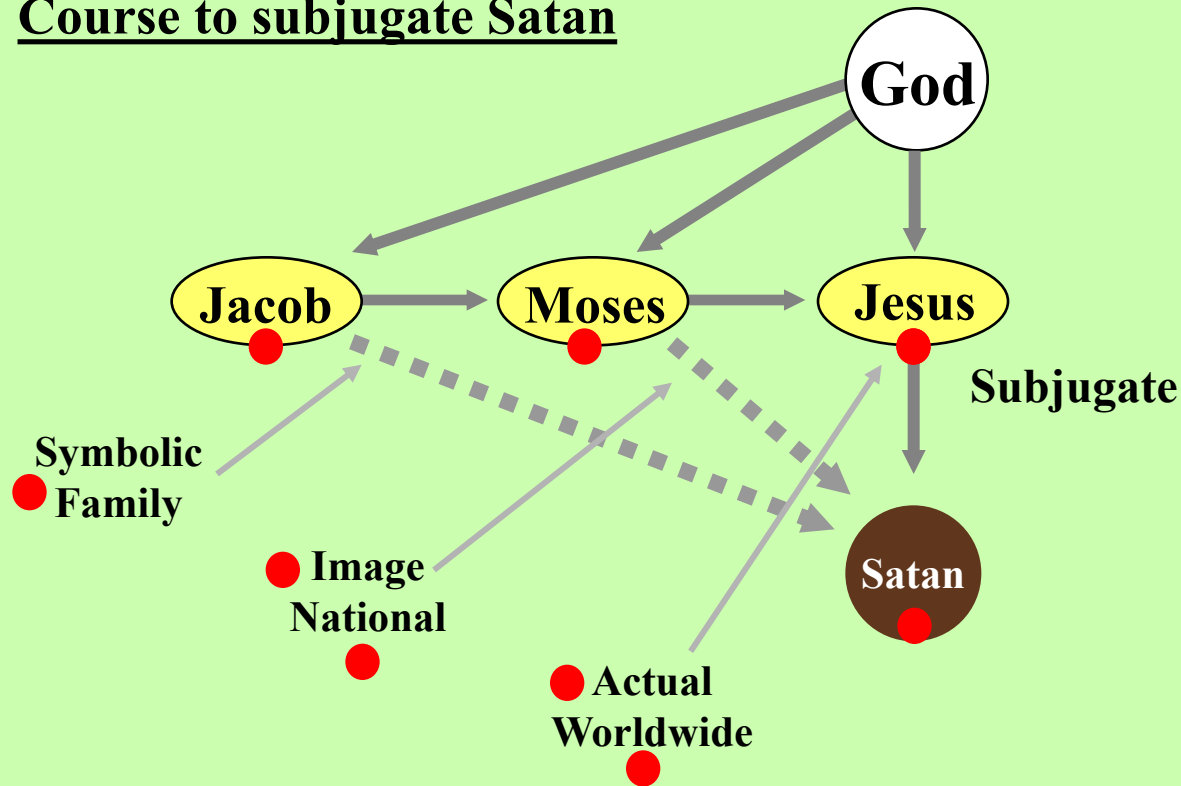 Course to subjugate Satan
God
Jacob
Moses
Jesus
Subjugate
Symbolic
Family
Image
National
Satan
Actual
Worldwide